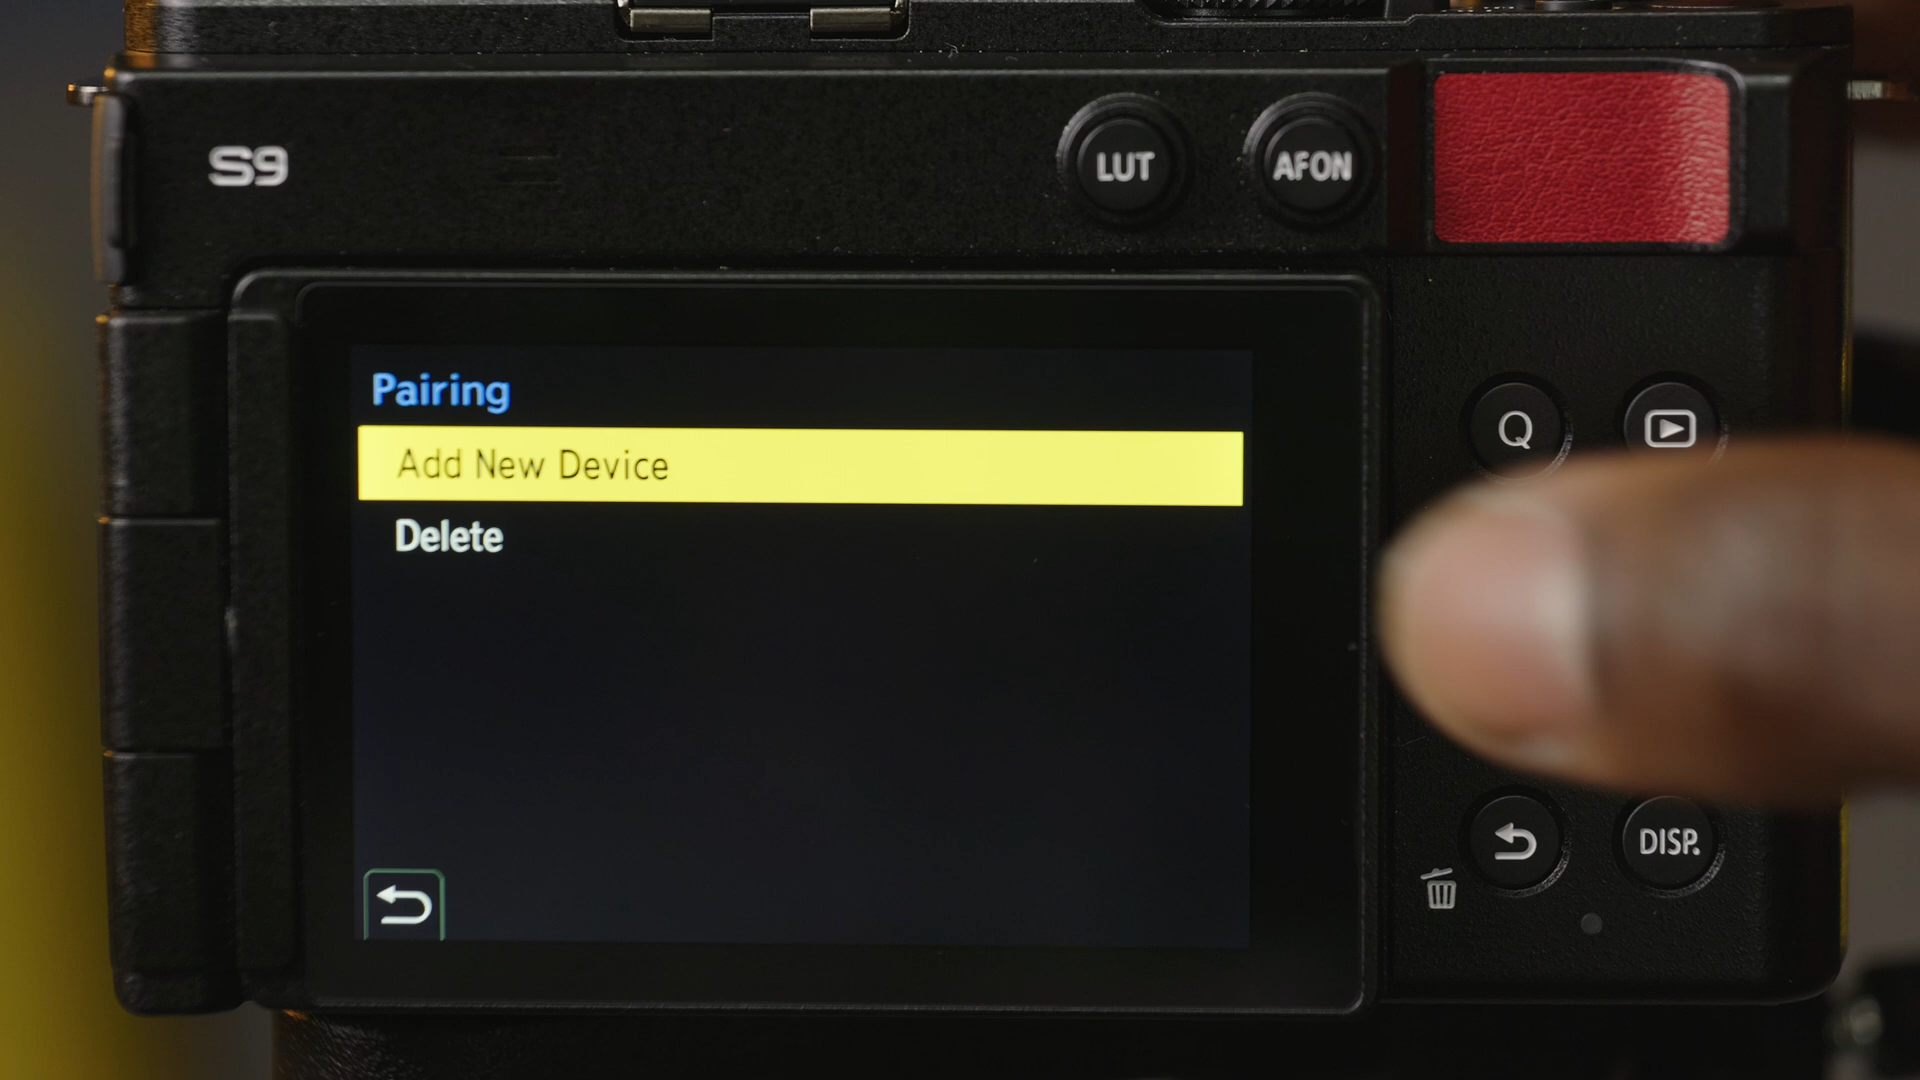 S9
LUT
AFON
Pairing
Add New Device
Delete
Q
DISP.